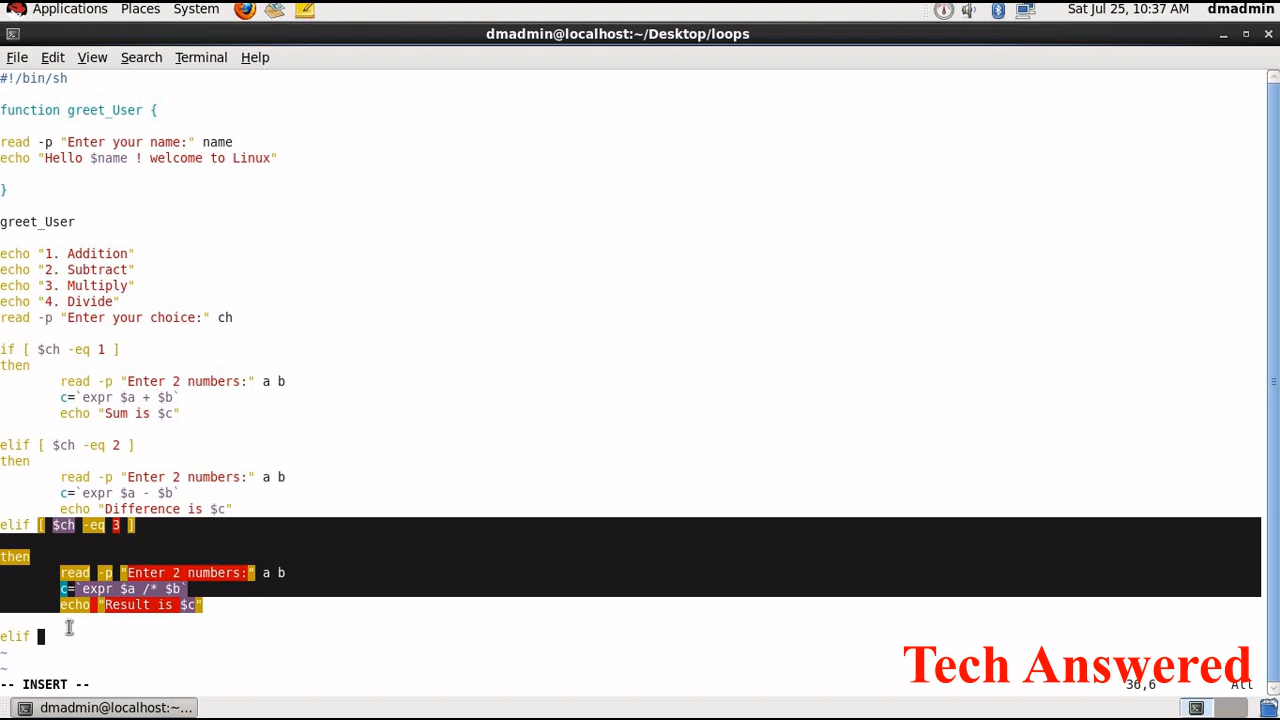 Applications Places System Sat Jul 25, 10:37 AM dmadmin
dmadmin@localhost:~/Desktop/loops
File Edit View Search Terminal Help
#!/bin/sh
function greet_User {
read -p "Enter your name:" name
echo "Hello $name ! welcome to Linux"
}
greet_User
echo "1. Addition"
echo "2. Subtract"
echo "3. Multiply"
echo "4. Divide"
read -p "Enter your choice:" ch
if [ $ch -eq 1 ]
then
read -p "Enter 2 numbers:" a b
c=`expr $a + $b`
echo "Sum is $c"
elif [ $ch -eq 2 ]
then
read -p "Enter 2 numbers:" a b
c=`expr $a - $b`
echo "Difference is $c"
elif [ $ch -eq 3 ]
then
read -p "Enter 2 numbers:" a b
c=`expr $a /* $b`
echo "Result is $c"
elif
~
~
-- INSERT -- 36,6 All
Tech Answered
dmadmin@localhost:~...